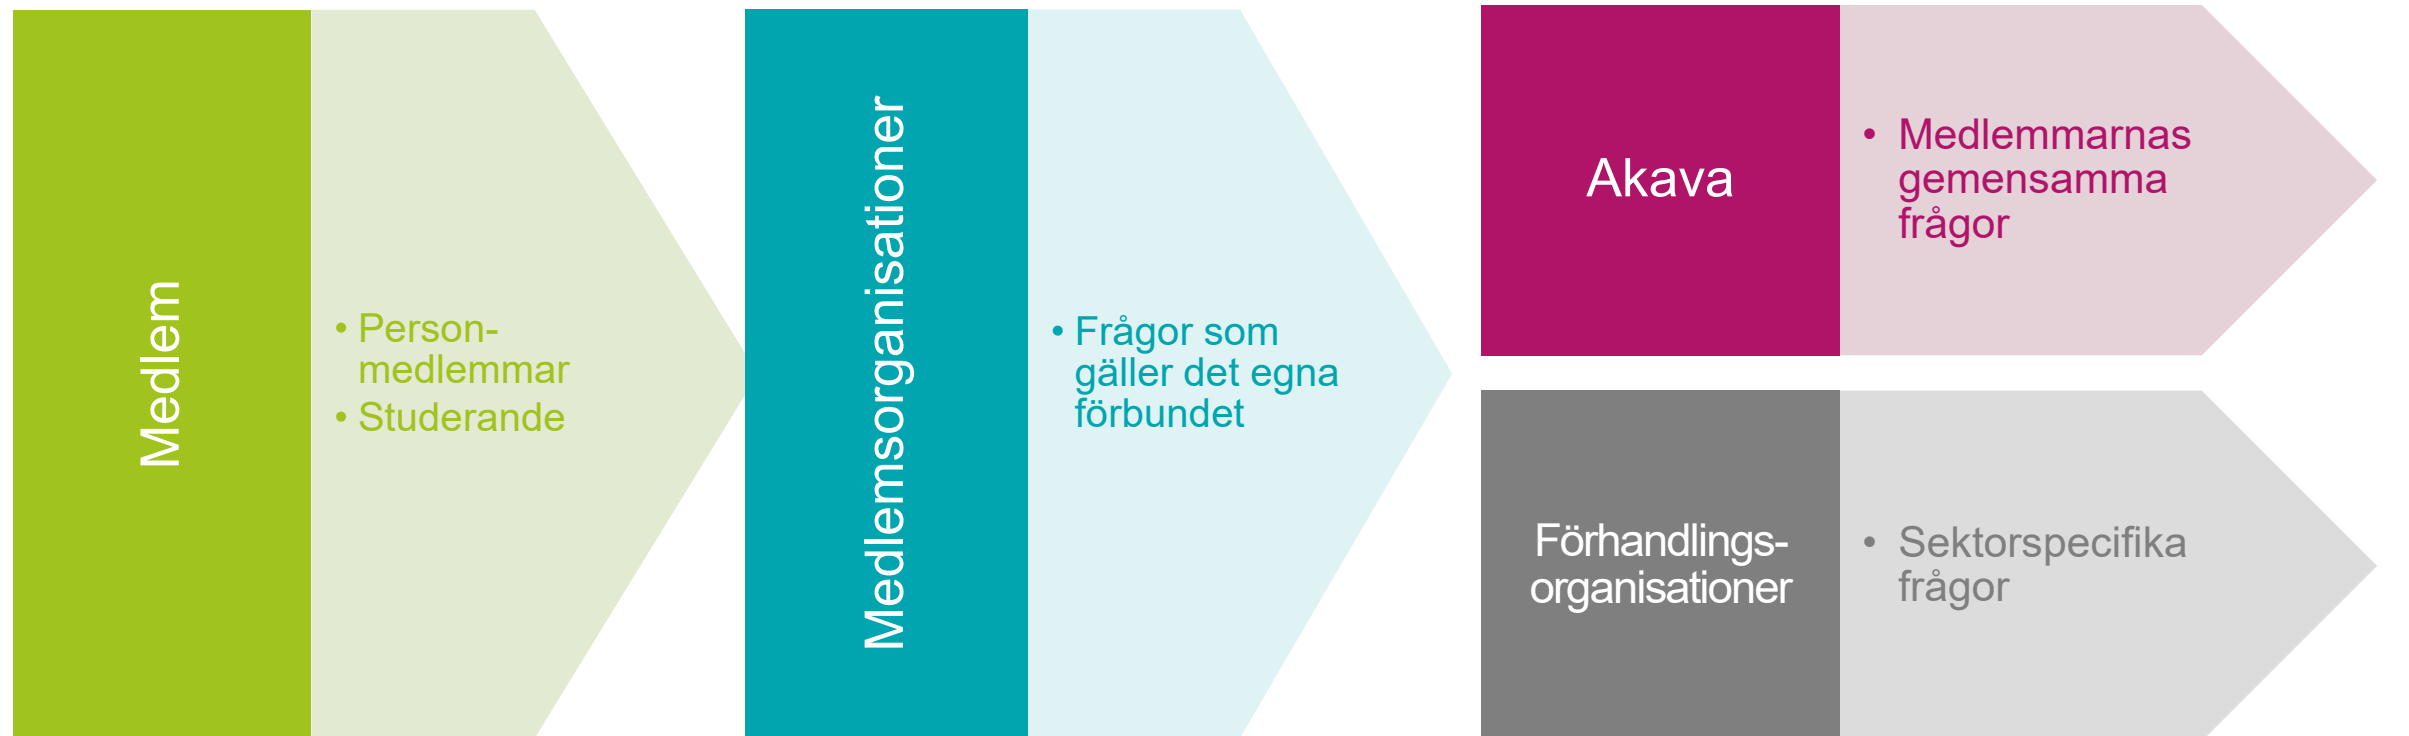 Medlem
• Person-
medlemmar
• Studerande
Medlemsorganisationer
• Frågor som
gäller det egna
förbundet
Akava
• Medlemmarnas
gemensamma
frågor
Förhandlings-
organisationer
• Sektorspecifika
frågor